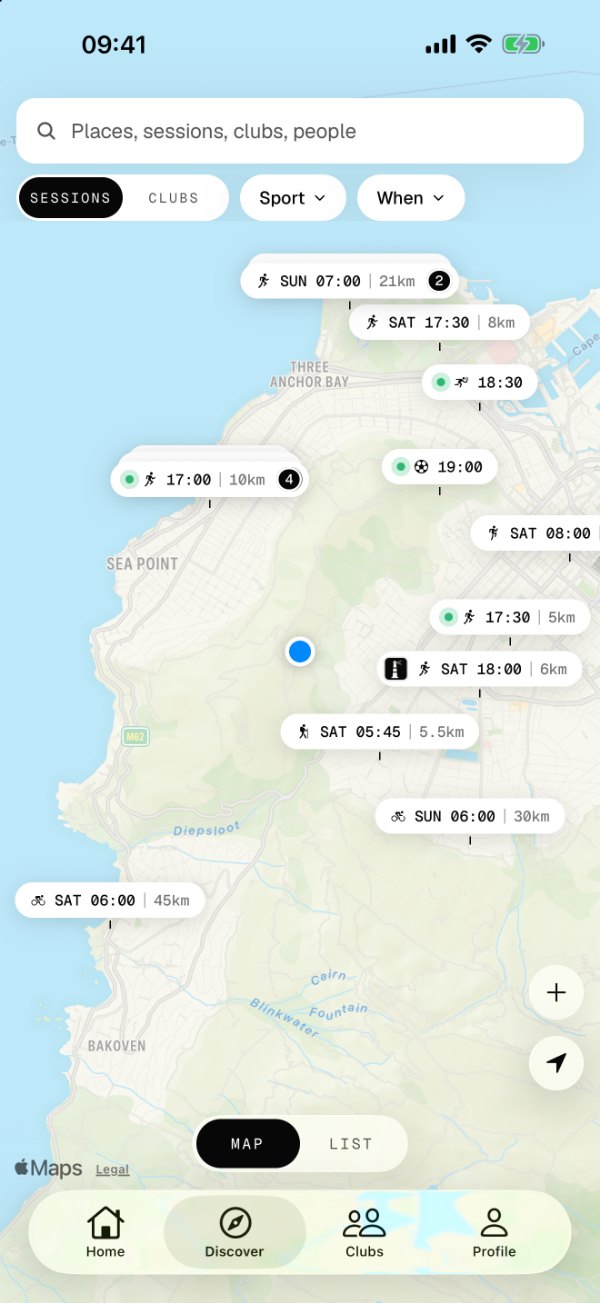 09:41
Places, sessions, clubs, people
SESSIONS CLUBS Sport When
SUN 07:00 | 21km 2
SAT 17:30 | 8km
THREE
ANCHOR BAY
18:30
17:00 | 10km 4
19:00
SAT 08:00
SEA POINT
17:30 | 5km
SAT 18:00 | 6km
SAT 05:45 | 5.5km
M62
SUN 06:00 | 30km
Diepsloot
SAT 06:00 | 45km
Cairn
Blinkwater
Fountain
BAKOVEN
MAP LIST
Maps Legal
Home Discover Clubs Profile